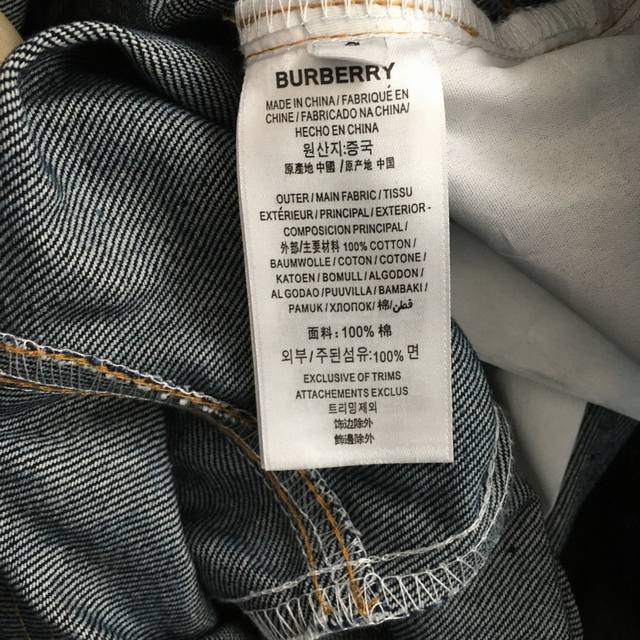 BURBERRY
MADE IN CHINA / FABRIQUÉ EN
CHINE / FABRICADO NA CHINA/
HECHO EN CHINA
원산지:중국
原產地 中國 /原产地 中国
OUTER / MAIN FABRIC / TISSU
EXTÉRIEUR / PRINCIPAL / EXTERIOR -
COMPOSICION PRINCIPAL /
外部/主要材料 100% COTTON /
BAUMWOLLE / COTON / COTONE /
KATOEN / BOMULL / ALGODON /
AL GODAO / PUUVILLA / BAMBAKI /
PAMUK / ХЛОПОК/ 棉/قطن
面料: 100% 棉
외부/주된섬유:100% 면
EXCLUSIVE OF TRIMS
ATTACHEMENTS EXCLUS
트리밍제외
饰边除外
飾邊除外